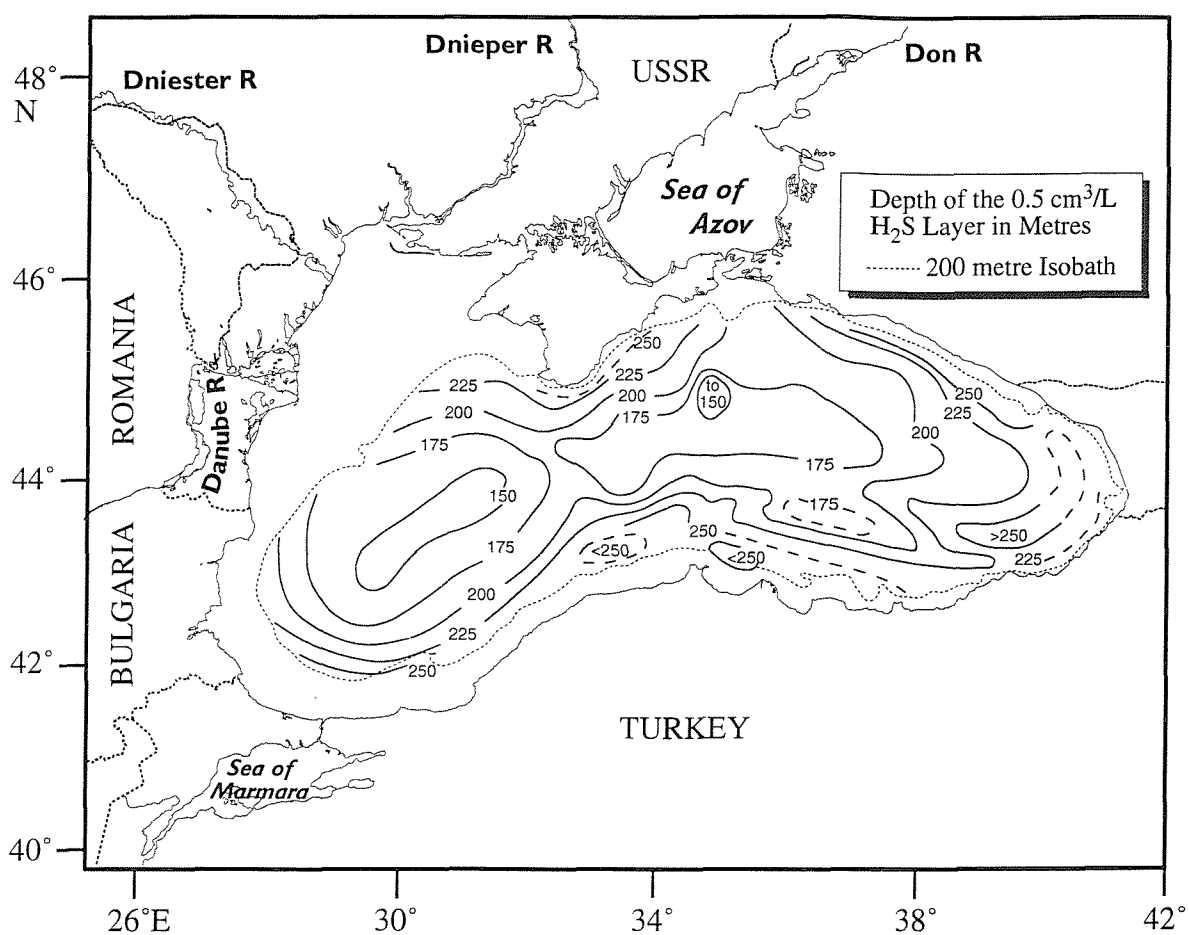 Dnieper R
Don R
USSR
48°
N
Dniester R
Sea of
Azov
Depth of the 0.5 cm³/L
H₂S Layer in Metres
200 metre Isobath
46°
ROMANIA
Danube R
250
225
225
200
200
175
175
to
150
250
225
200
175
44°
150
175
175
250
<250
<250
>250
225
200
225
250
BULGARIA
42°
TURKEY
Sea of
Marmara
40°
26°E
30°
34°
38°
42°